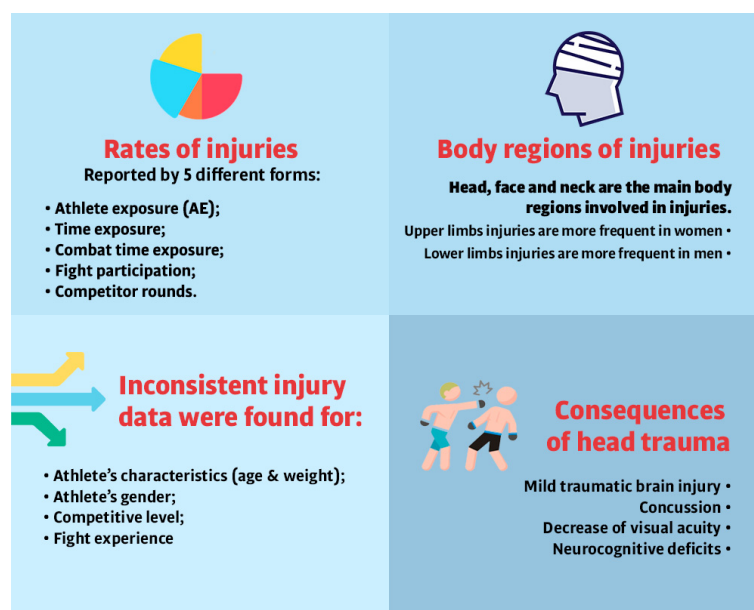 Rates of injuries
Reported by 5 different forms:
• Athlete exposure (AE);
• Time exposure;
• Combat time exposure;
• Fight participation;
• Competitor rounds.
Body regions of injuries
Head, face and neck are the main body
regions involved in injuries.
Upper limbs injuries are more frequent in women •
Lower limbs injuries are more frequent in men •
Inconsistent injury
data were found for:
• Athlete's characteristics (age & weight);
• Athlete's gender;
• Competitive level;
• Fight experience
Consequences
of head trauma
Mild traumatic brain injury •
Concussion •
Decrease of visual acuity •
Neurocognitive deficits •